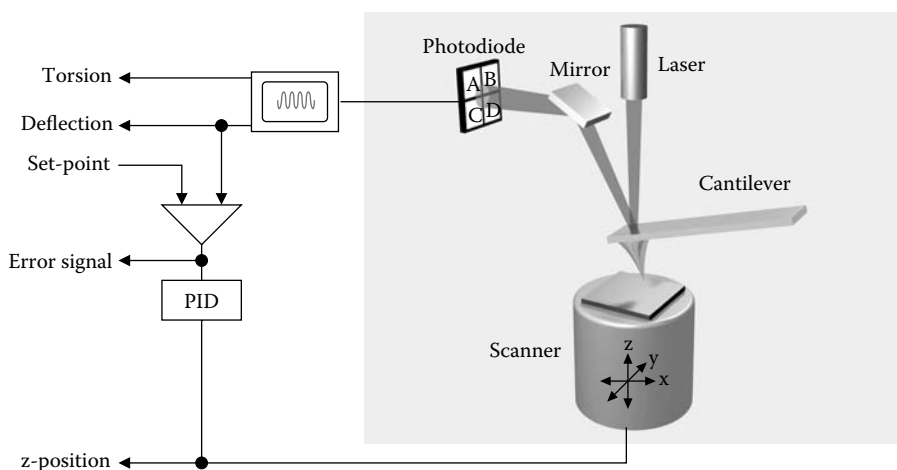 Photodiode
Mirror
Laser
A B
C D
Torsion
Deflection
Set-point
Cantilever
Error signal
PID
Scanner
z
y
x
z-position